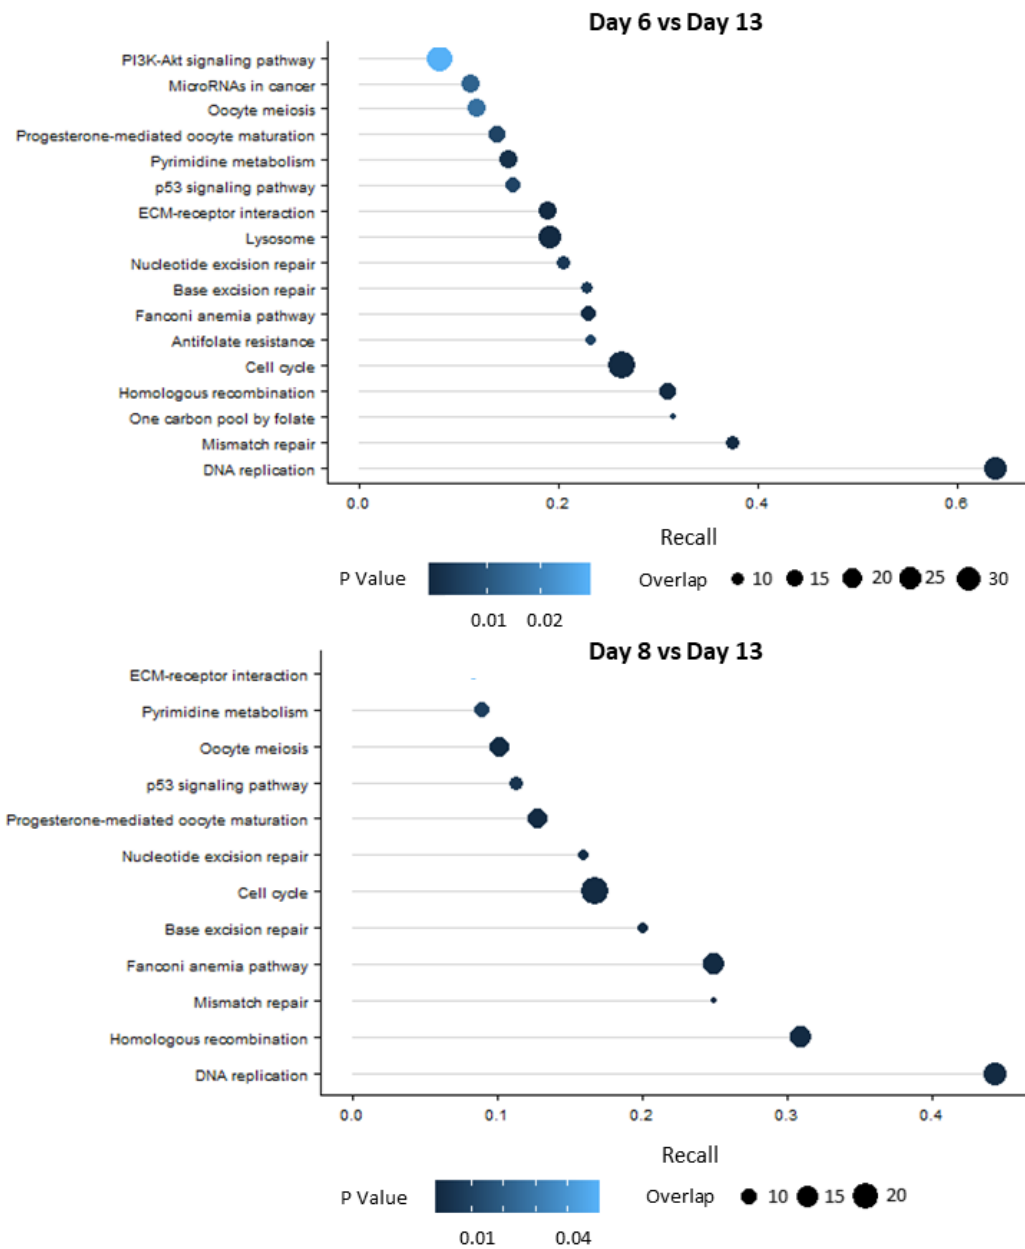 Day 6 vs Day 13
PI3K-Akt signaling pathway
MicroRNAs in cancer
Oocyte meiosis
Progesterone-mediated oocyte maturation
Pyrimidine metabolism
p53 signaling pathway
ECM-receptor interaction
Lysosome
Nucleotide excision repair
Base excision repair
Fanconi anemia pathway
Antifolate resistance
Cell cycle
Homologous recombination
One carbon pool by folate
Mismatch repair
DNA replication
0.0 0.2 0.4 0.6
Recall
P Value 0.01 0.02
Overlap 10 15 20 25 30
Day 8 vs Day 13
ECM-receptor interaction
Pyrimidine metabolism
Oocyte meiosis
p53 signaling pathway
Progesterone-mediated oocyte maturation
Nucleotide excision repair
Cell cycle
Base excision repair
Fanconi anemia pathway
Mismatch repair
Homologous recombination
DNA replication
0.0 0.1 0.2 0.3 0.4
Recall
P Value 0.01 0.04
Overlap 10 15 20